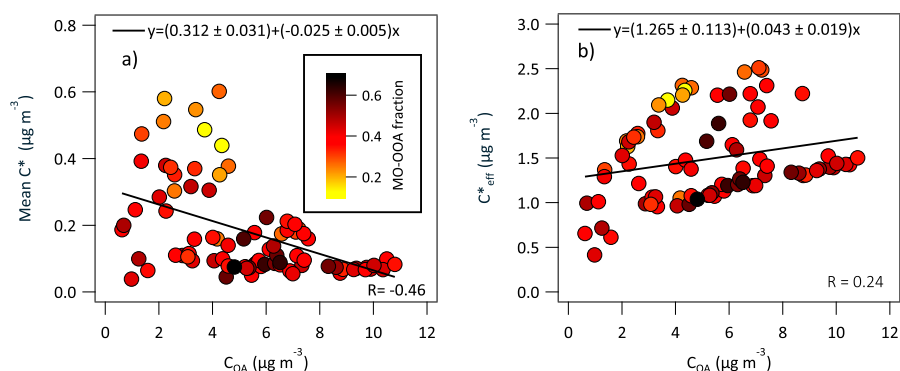 y=(0.312 ± 0.031)+(-0.025 ± 0.005)x
a)
0.8
0.6
0.4
0.2
0.0
Mean C* (µg m⁻³)
0.6
0.4
0.2
MO-OOA fraction
R= -0.46
0 2 4 6 8 10 12
C_OA (µg m⁻³)
y=(1.265 ± 0.113)+(0.043 ± 0.019)x
b)
3.0
2.5
2.0
1.5
1.0
0.5
0.0
C*_eff (µg m⁻³)
R = 0.24
0 2 4 6 8 10 12
C_OA (µg m⁻³)